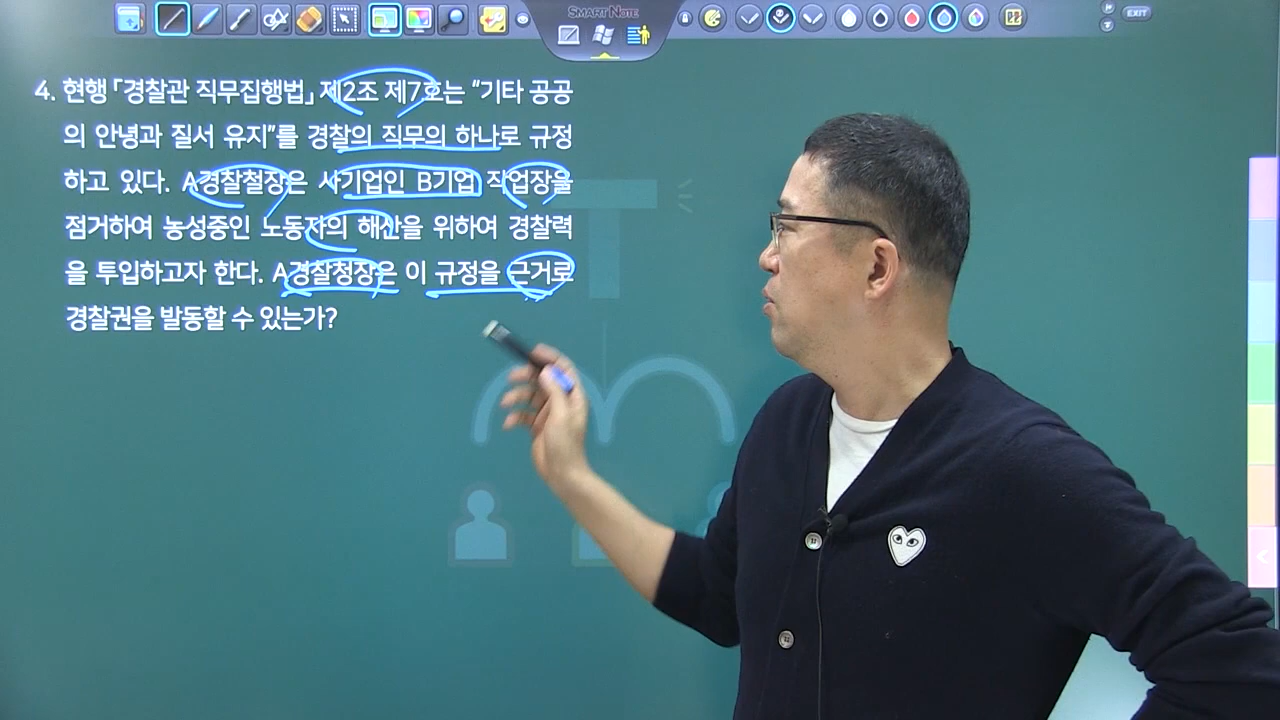 SMART NOTE
EXIT
4. 현행 「경찰관 직무집행법」 제2조 제7호는 "기타 공공
의 안녕과 질서 유지"를 경찰의 직무의 하나로 규정
하고 있다. A경찰철장은 사기업인 B기업 작업장을
점거하여 농성중인 노동자의 해산을 위하여 경찰력
을 투입하고자 한다. A경찰청장은 이 규정을 근거로
경찰권을 발동할 수 있는가?